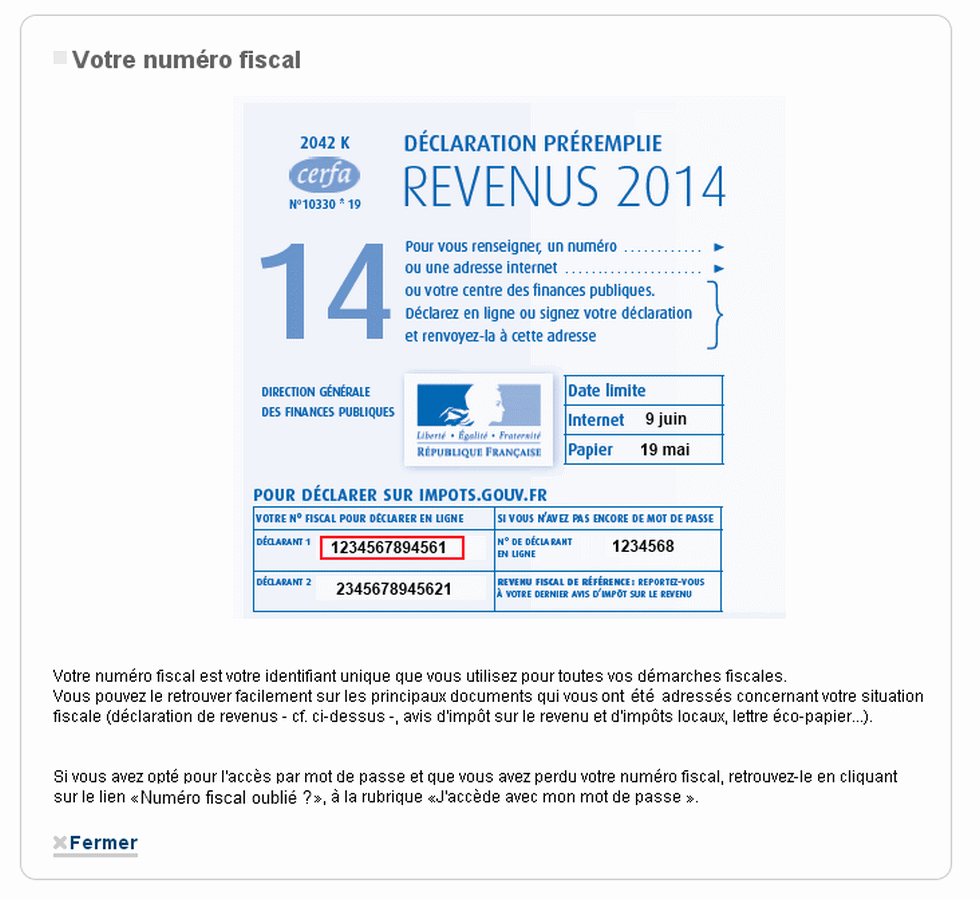 Votre numéro fiscal
2042 K
cerfa
N°10330 * 19
DÉCLARATION PRÉREMPLIE
REVENUS 2014
14
Pour vous renseigner, un numéro ............ ►
ou une adresse internet ..................... ►
ou votre centre des finances publiques.
Déclarez en ligne ou signez votre déclaration
et renvoyez-la à cette adresse
DIRECTION GÉNÉRALE
DES FINANCES PUBLIQUES
Liberté • Égalité • Fraternité
RÉPUBLIQUE FRANÇAISE
Date limite
Internet 9 juin
Papier 19 mai
POUR DÉCLARER SUR IMPOTS.GOUV.FR
VOTRE N° FISCAL POUR DÉCLARER EN LIGNE
SI VOUS N'AVEZ PAS ENCORE DE MOT DE PASSE
DÉCLARANT 1 1234567894561
N° DE DÉCLARANT
EN LIGNE
1234568
DÉCLARANT 2 2345678945621
REVENU FISCAL DE RÉFÉRENCE : REPORTEZ-VOUS
À VOTRE DERNIER AVIS D'IMPÔT SUR LE REVENU
Votre numéro fiscal est votre identifiant unique que vous utilisez pour toutes vos démarches fiscales.
Vous pouvez le retrouver facilement sur les principaux documents qui vous ont été adressés concernant votre situation
fiscale (déclaration de revenus - cf. ci-dessus -, avis d'impôt sur le revenu et d'impôts locaux, lettre éco-papier...).
Si vous avez opté pour l'accès par mot de passe et que vous avez perdu votre numéro fiscal, retrouvez-le en cliquant
sur le lien «Numéro fiscal oublié ?», à la rubrique «J'accède avec mon mot de passe ».
Fermer